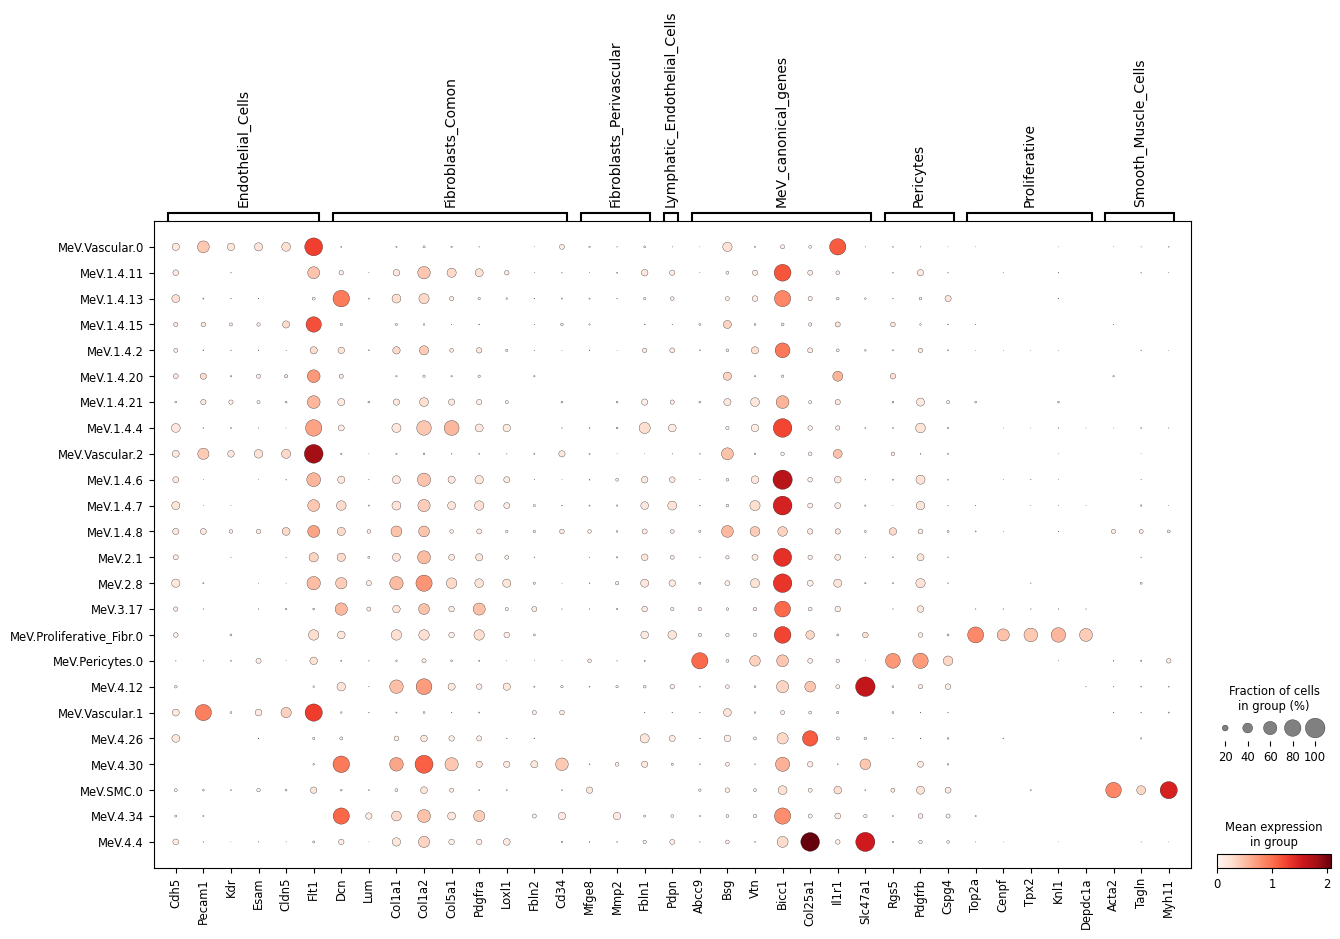 Endothelial_Cells
Fibroblasts_Comon
Fibroblasts_Perivascular
Lymphatic_Endothelial_Cells
MeV_canonical_genes
Pericytes
Proliferative
Smooth_Muscle_Cells
MeV.Vascular.0
MeV.1.4.11
MeV.1.4.13
MeV.1.4.15
MeV.1.4.2
MeV.1.4.20
MeV.1.4.21
MeV.1.4.4
MeV.Vascular.2
MeV.1.4.6
MeV.1.4.7
MeV.1.4.8
MeV.2.1
MeV.2.8
MeV.3.17
MeV.Proliferative_Fibr.0
MeV.Pericytes.0
MeV.4.12
MeV.Vascular.1
MeV.4.26
MeV.4.30
MeV.SMC.0
MeV.4.34
MeV.4.4
Cdh5
Pecam1
Kdr
Esam
Cldn5
Flt1
Dcn
Lum
Col1a1
Col1a2
Col5a1
Pdgfra
Loxl1
Fbln2
Cd34
Mfge8
Mmp2
Fbln1
Pdpn
Abcc9
Bsg
Vtn
Bicc1
Col25a1
Il1r1
Slc47a1
Rgs5
Pdgfrb
Cspg4
Top2a
Cenpf
Tpx2
Knl1
Depdc1a
Acta2
Tagln
Myh11
Fraction of cells
in group (%)
20 40 60 80 100
Mean expression
in group
0 1 2